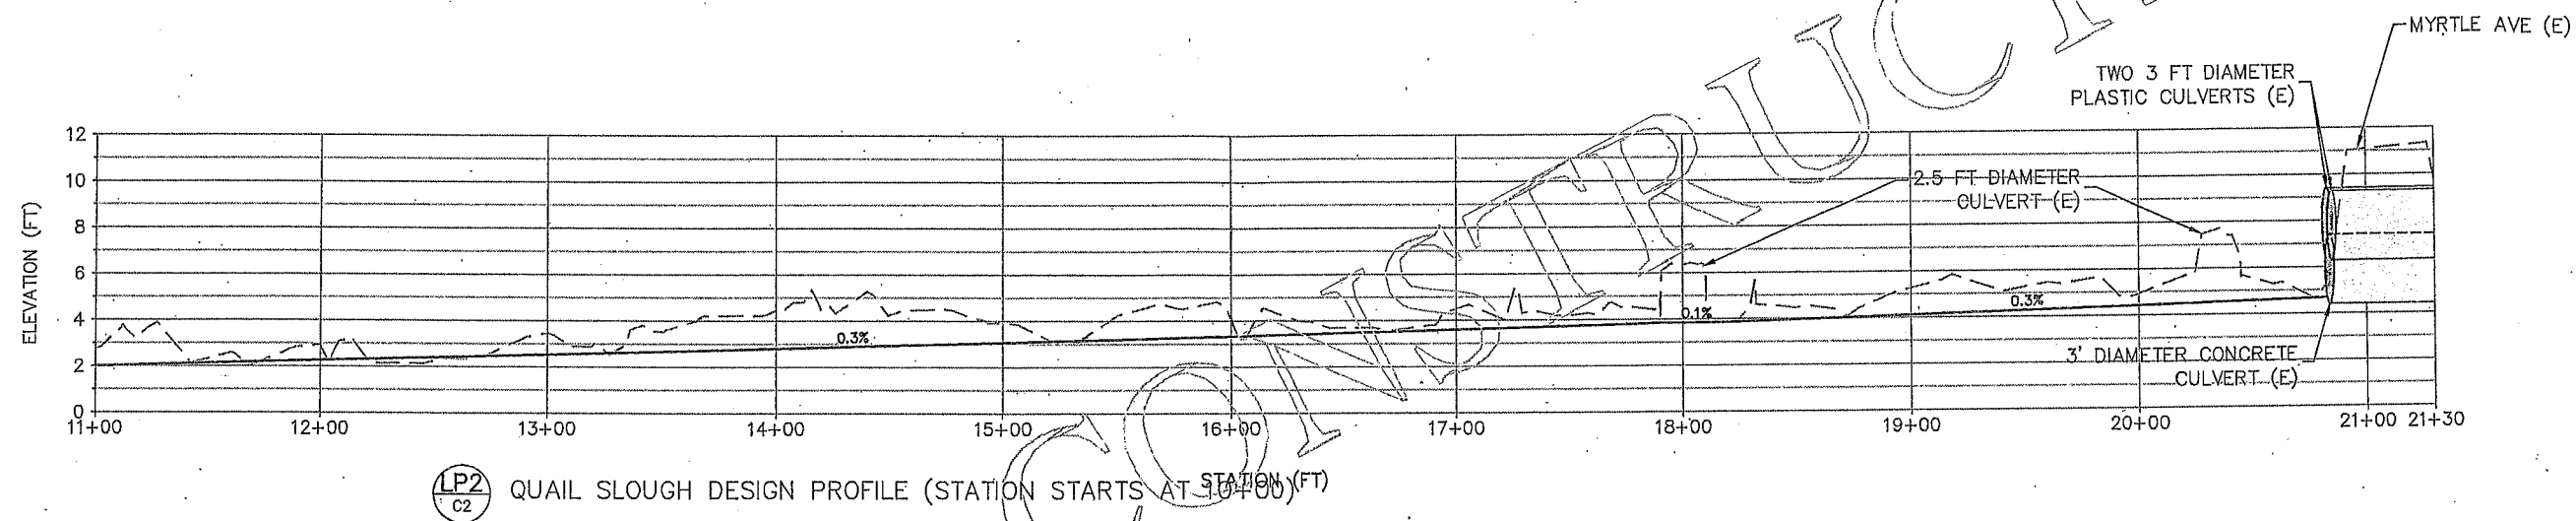 MYRTLE AVE (E)
TWO 3 FT DIAMETER
PLASTIC CULVERTS (E)
12
10
8
6
4
2
0
ELEVATION (FT)
2.5 FT DIAMETER
CULVERT (E)
0.3%
0.1%
0.3%
3' DIAMETER CONCRETE
CULVERT (E)
11+00
12+00
13+00
14+00
15+00
16+00
17+00
18+00
19+00
20+00
21+00
21+30
STATION (FT)
LP2
C2
QUAIL SLOUGH DESIGN PROFILE (STATION STARTS AT 10+00)
CONSTRUCT